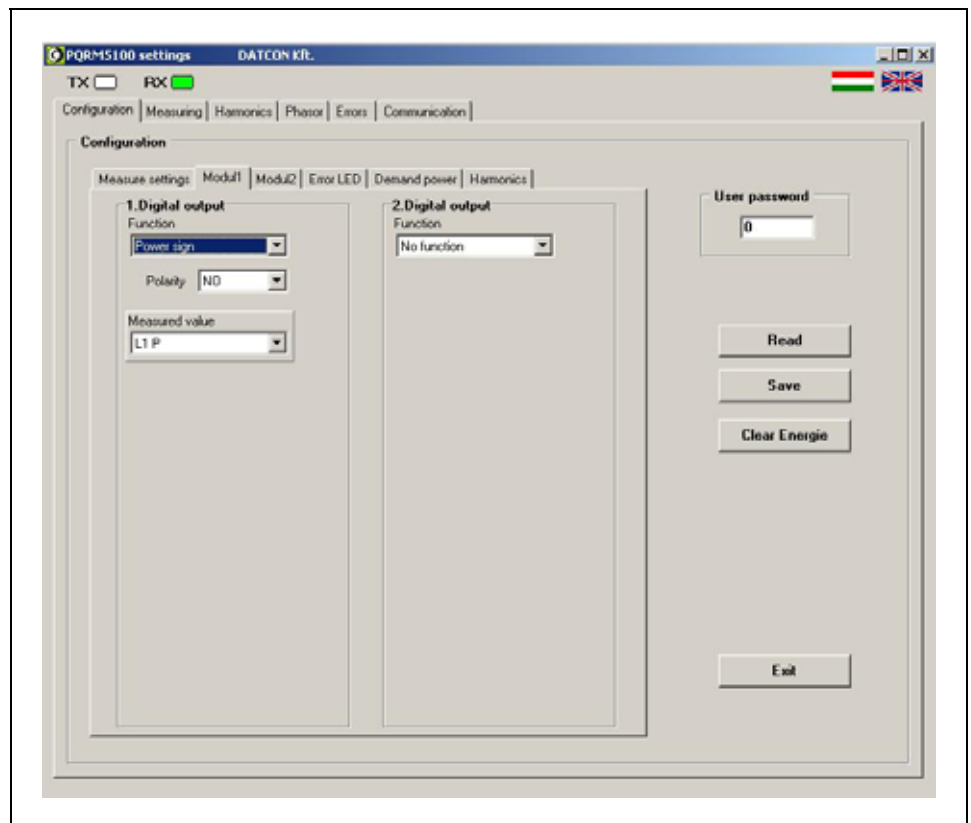 PQRM5100 settings DATCON Kft.
TX RX
Configuration Measuring Harmonics Phasor Errors Communication
Configuration
Measure settings Modul1 Modul2 Error LED Demand power Harmonics
User password
0
1.Digital output
Function
Power sign
Polarity NO
Measured value
L1 P
2.Digital output
Function
No function
Read
Save
Clear Energie
Exit